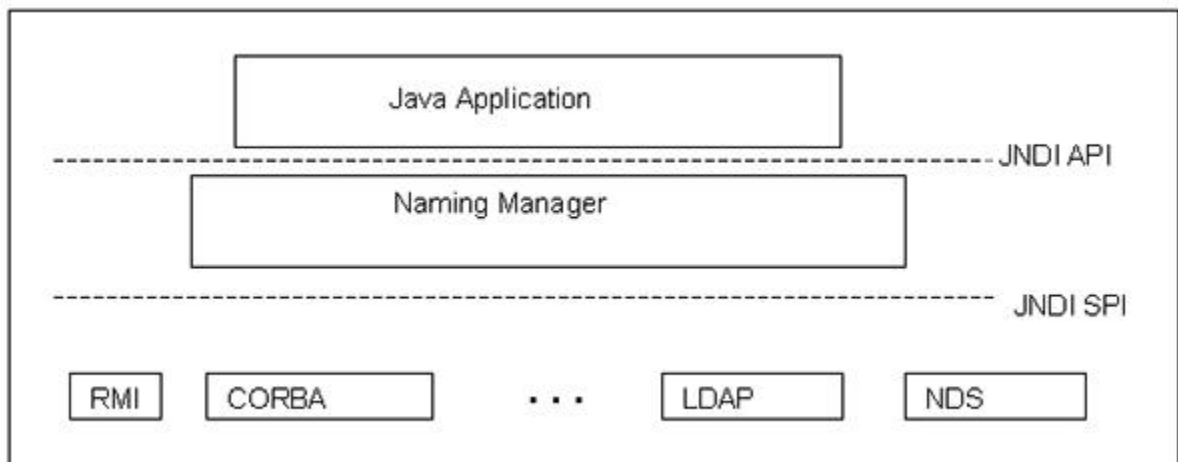 Java Application
JNDI API
Naming Manager
JNDI SPI
RMI
CORBA
. . .
LDAP
NDS